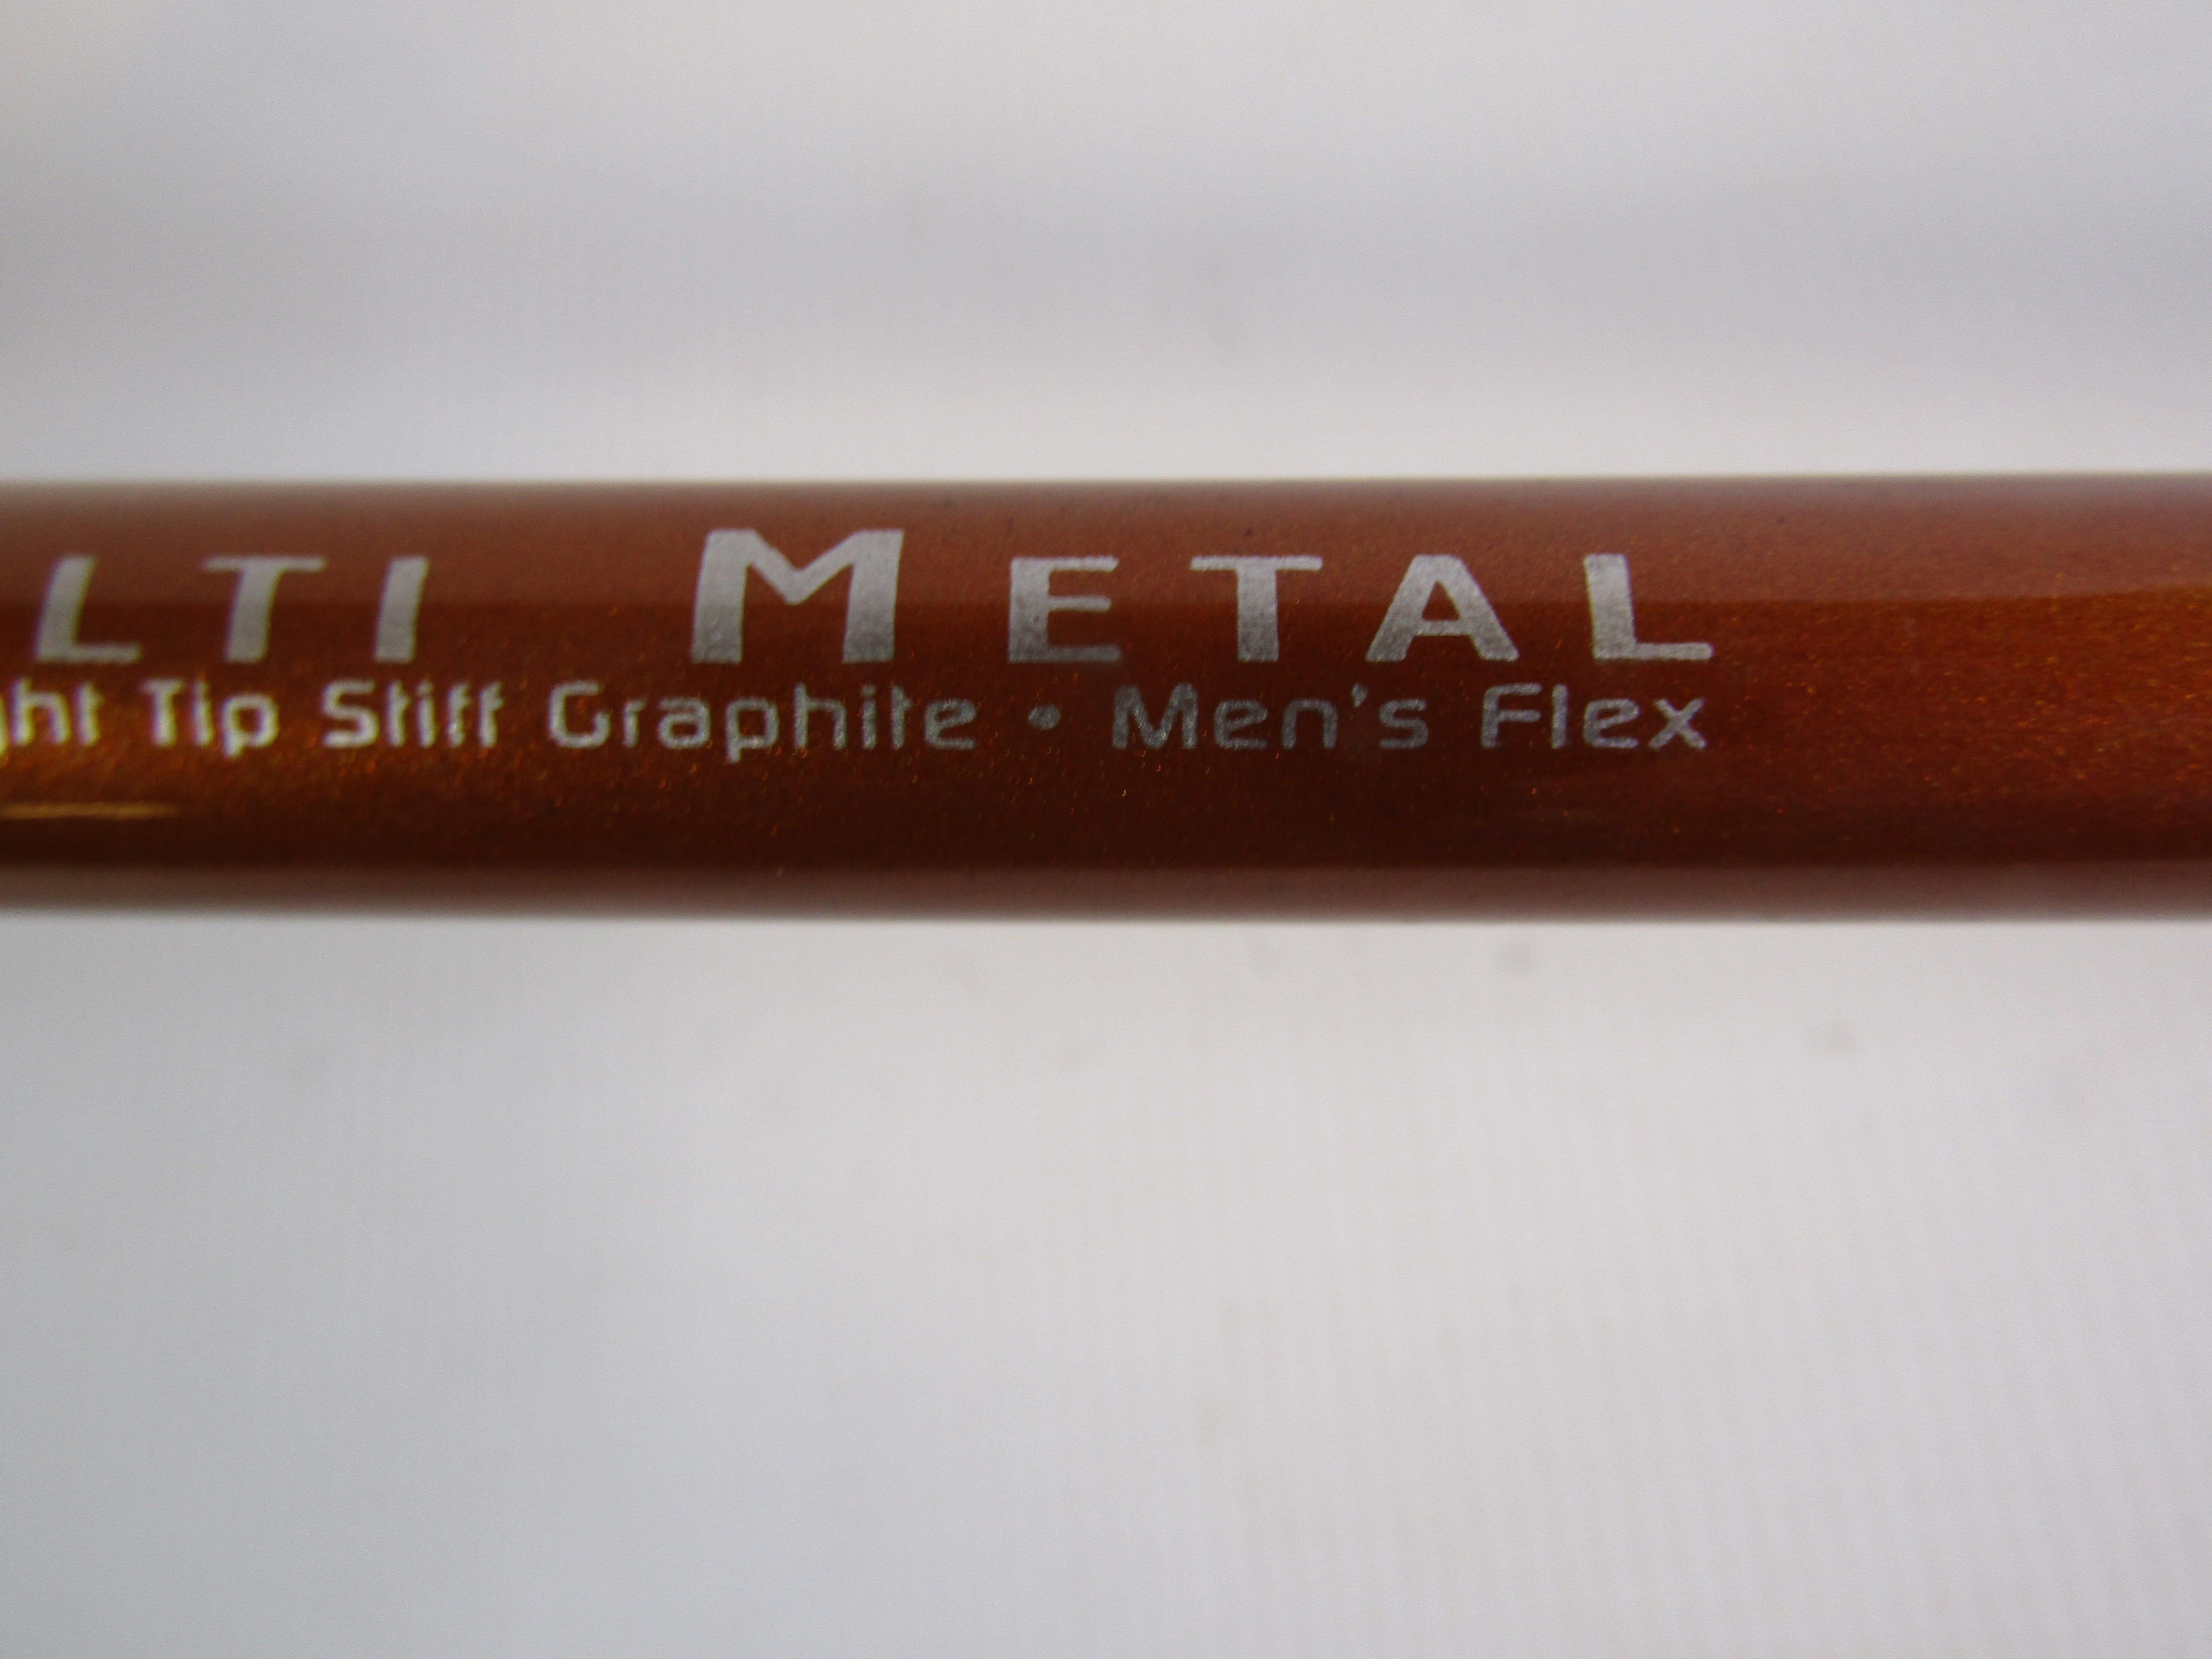 LTI METAL
ght Tip Stiff Graphite • Men's Flex